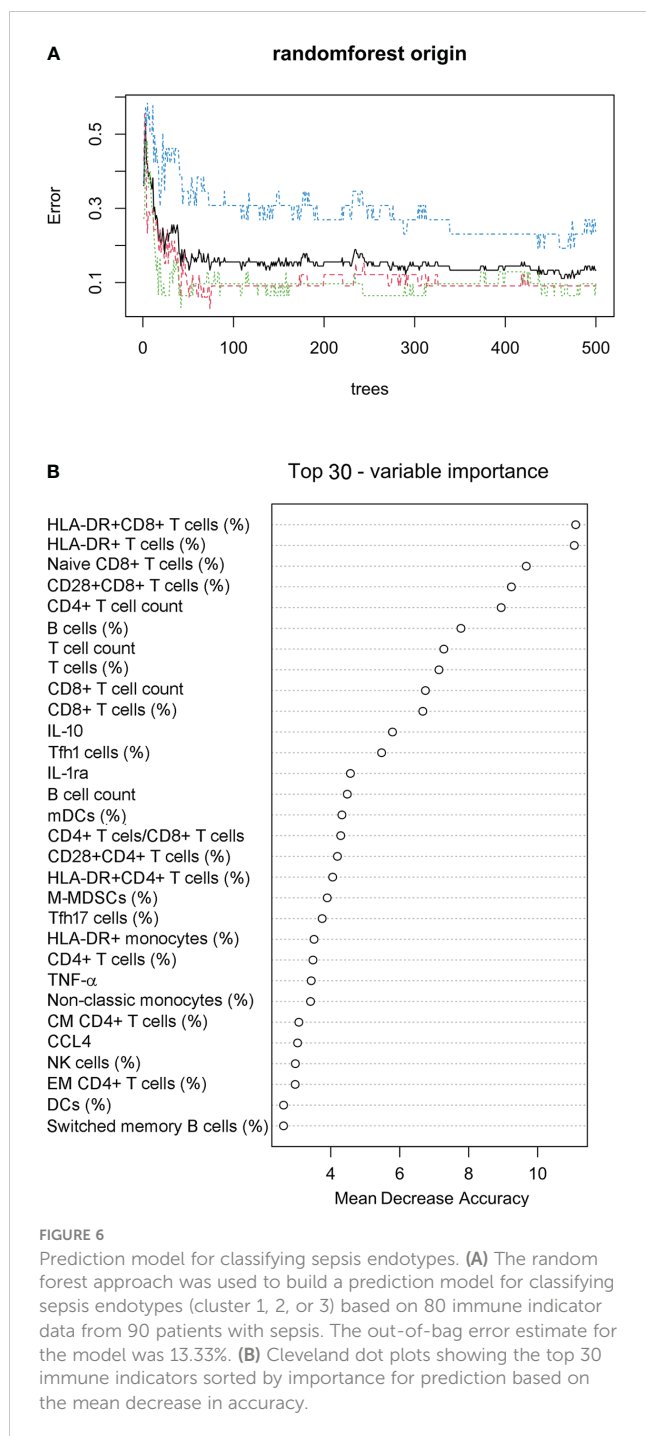 A
randomforest origin
0.5
0.3
0.1
Error
0 100 200 300 400 500
trees
B
Top 30 - variable importance
HLA-DR+CD8+ T cells (%)
HLA-DR+ T cells (%)
Naive CD8+ T cells (%)
CD28+CD8+ T cells (%)
CD4+ T cell count
B cells (%)
T cell count
T cells (%)
CD8+ T cell count
CD8+ T cells (%)
IL-10
Tfh1 cells (%)
IL-1ra
B cell count
mDCs (%)
CD4+ T cels/CD8+ T cells
CD28+CD4+ T cells (%)
HLA-DR+CD4+ T cells (%)
M-MDSCs (%)
Tfh17 cells (%)
HLA-DR+ monocytes (%)
CD4+ T cells (%)
TNF-α
Non-classic monocytes (%)
CM CD4+ T cells (%)
CCL4
NK cells (%)
EM CD4+ T cells (%)
DCs (%)
Switched memory B cells (%)
4 6 8 10
Mean Decrease Accuracy
FIGURE 6
Prediction model for classifying sepsis endotypes. (A) The random
forest approach was used to build a prediction model for classifying
sepsis endotypes (cluster 1, 2, or 3) based on 80 immune indicator
data from 90 patients with sepsis. The out-of-bag error estimate for
the model was 13.33%. (B) Cleveland dot plots showing the top 30
immune indicators sorted by importance for prediction based on
the mean decrease in accuracy.